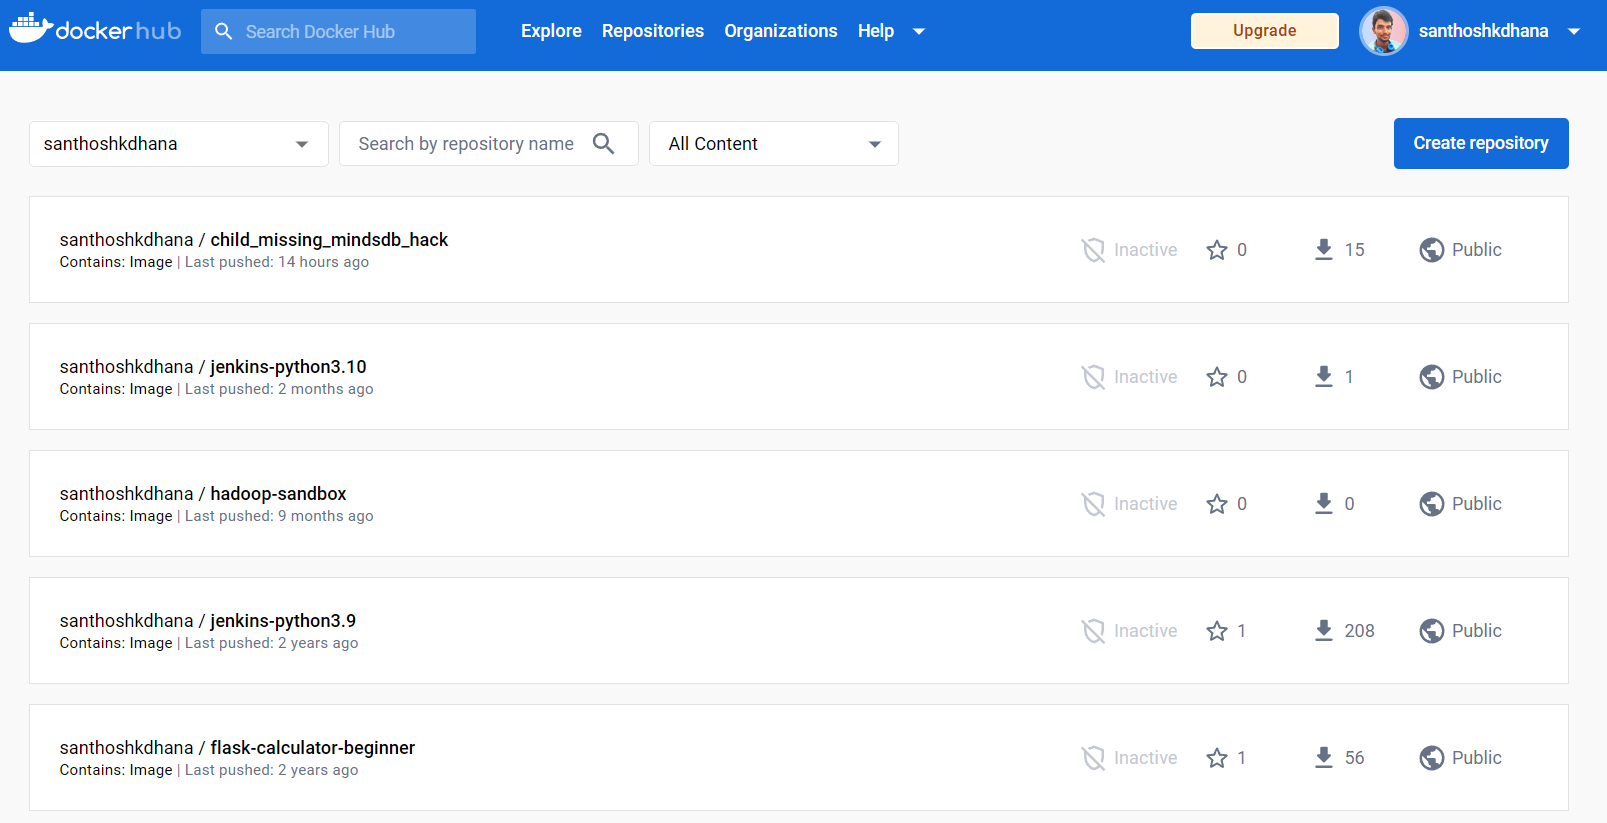 docker hub Search Docker Hub Explore Repositories Organizations Help Upgrade santhoshkdhana
santhoshkdhana Search by repository name All Content Create repository
santhoshkdhana / child_missing_mindsdb_hack
Contains: Image | Last pushed: 14 hours ago
Inactive 0 15 Public
santhoshkdhana / jenkins-python3.10
Contains: Image | Last pushed: 2 months ago
Inactive 0 1 Public
santhoshkdhana / hadoop-sandbox
Contains: Image | Last pushed: 9 months ago
Inactive 0 0 Public
santhoshkdhana / jenkins-python3.9
Contains: Image | Last pushed: 2 years ago
Inactive 1 208 Public
santhoshkdhana / flask-calculator-beginner
Contains: Image | Last pushed: 2 years ago
Inactive 1 56 Public